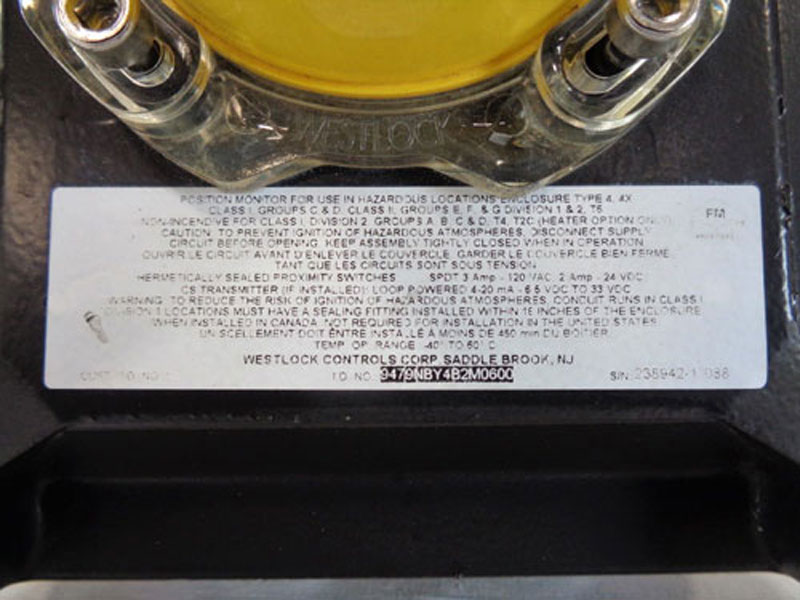 WESTLOCK
POSITION MONITOR FOR USE IN HAZARDOUS LOCATIONS ENCLOSURE TYPE 4, 4X
CLASS I, GROUPS C & D, CLASS II, GROUPS E, F, & G DIVISION 1 & 2, T6
NON-INCENDIVE FOR CLASS I, DIVISION 2, GROUPS A, B, C & D, T4, T2C (HEATER OPTION ONLY)
FM
CAUTION: TO PREVENT IGNITION OF HAZARDOUS ATMOSPHERES, DISCONNECT SUPPLY
CIRCUIT BEFORE OPENING. KEEP ASSEMBLY TIGHTLY CLOSED WHEN IN OPERATION
OUVRIR LE CIRCUIT AVANT D'ENLEVER LE COUVERCLE. GARDER LE COUVERCLE BIEN FERME
TANT QUE LES CIRCUITS SONT SOUS TENSION
HERMETICALLY SEALED PROXIMITY SWITCHES SPDT 3 Amp - 120 VAC, 2 Amp - 24 VDC
TRANSMITTER (IF INSTALLED): LOOP POWERED 4-20 mA - 6.5 VDC TO 33 VDC
WARNING: TO REDUCE THE RISK OF IGNITION OF HAZARDOUS ATMOSPHERES, CONDUIT RUNS IN CLASS I
DIVISION 1 LOCATIONS MUST HAVE A SEALING FITTING INSTALLED WITHIN 18 INCHES OF THE ENCLOSURE
WHEN INSTALLED IN CANADA. NOT REQUIRED FOR INSTALLATION IN THE UNITED STATES
UN SCELLEMENT DOIT ÊNTRE INSTALLÉ À MOINS DE 450 mm DU BOITIER
TEMP. OP. RANGE -40° TO 60° C
WESTLOCK CONTROLS CORP. SADDLE BROOK, NJ
CUST. I.D. NO. I.D. NO. 9479NBY4B2M0600 S/N: